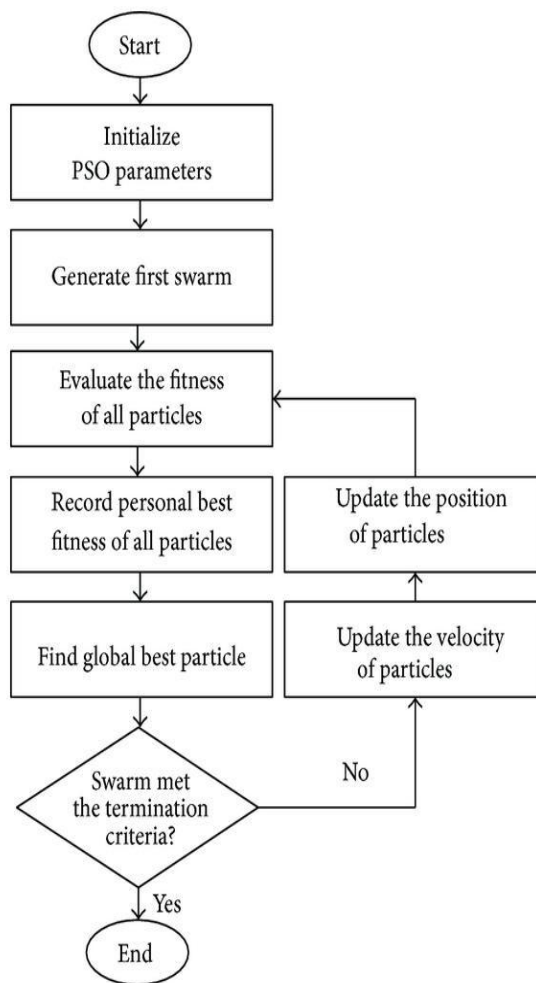 Start
Initialize
PSO parameters
Generate first swarm
Evaluate the fitness
of all particles
Record personal best
fitness of all particles
Find global best particle
Swarm met
the termination
criteria?
Yes
End
No
Update the velocity
of particles
Update the position
of particles